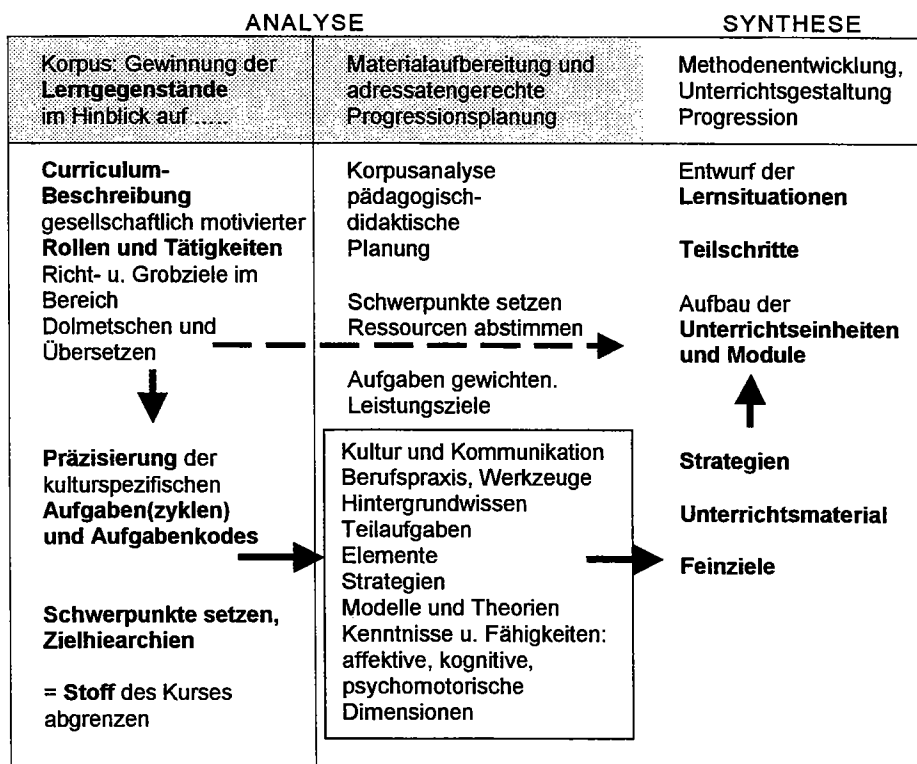 ANALYSE
SYNTHESE
Korpus: Gewinnung der
Lerngegenstände
im Hinblick auf .....
Materialaufbereitung und
adressatengerechte
Progressionsplanung
Methodenentwicklung,
Unterrichtsgestaltung
Progression
Curriculum-
Beschreibung
gesellschaftlich motivierter
Rollen und Tätigkeiten
Richt- u. Grobziele im
Bereich
Dolmetschen und
Übersetzen
Präzisierung der
kulturspezifischen
Aufgaben(zyklen)
und Aufgabenkodes
Schwerpunkte setzen,
Zielhiearchien
= Stoff des Kurses
abgrenzen
Korpusanalyse
pädagogisch-
didaktische
Planung
Schwerpunkte setzen
Ressourcen abstimmen
Aufgaben gewichten.
Leistungsziele
Kultur und Kommunikation
Berufspraxis, Werkzeuge
Hintergrundwissen
Teilaufgaben
Elemente
Strategien
Modelle und Theorien
Kenntnisse u. Fähigkeiten:
affektive, kognitive,
psychomotorische
Dimensionen
Entwurf der
Lernsituationen
Teilschritte
Aufbau der
Unterrichtseinheiten
und Module
Strategien
Unterrichtsmaterial
Feinziele